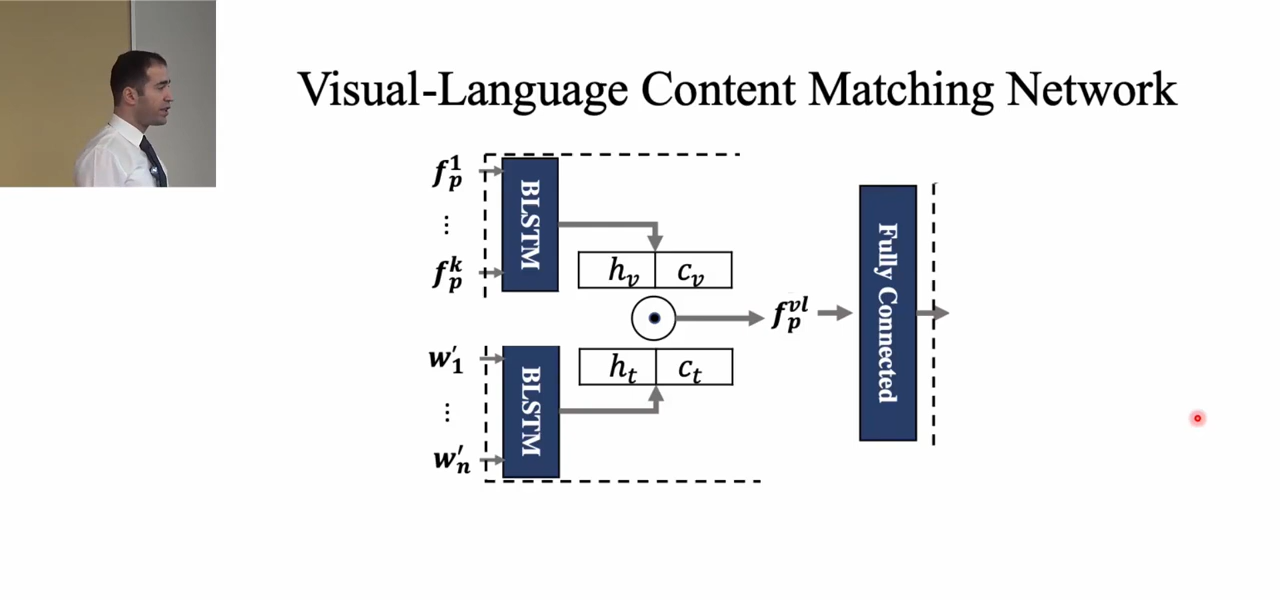 Visual-Language Content Matching Network
f_p^1
BLSTM
⋮
f_p^k
h_v c_v
f_p^{vl}
Fully Connected
w'_1
BLSTM
⋮
w'_n
h_t c_t